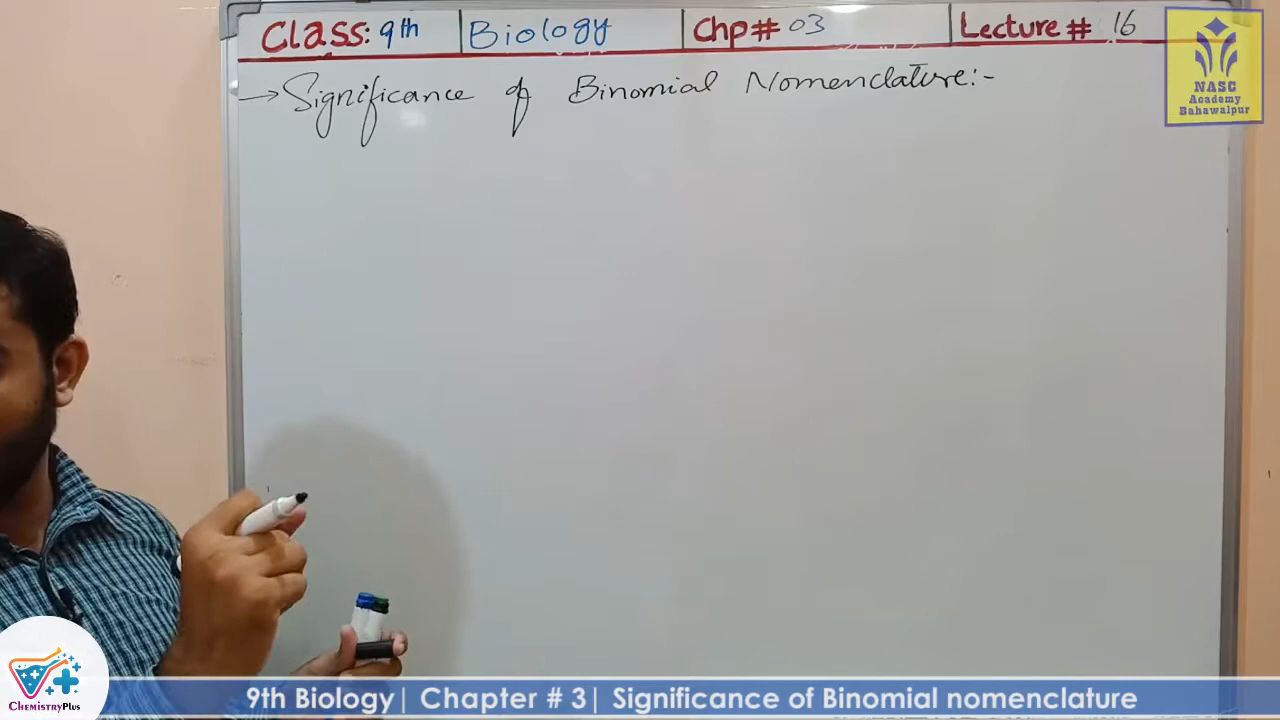 Class: 9th Biology Chp# 03 Lecture # 16
→ Significance of Binomial Nomenclature:-
NASC
Academy
Bahawalpur
ChemistryPlus
9th Biology| Chapter # 3| Significance of Binomial nomenclature